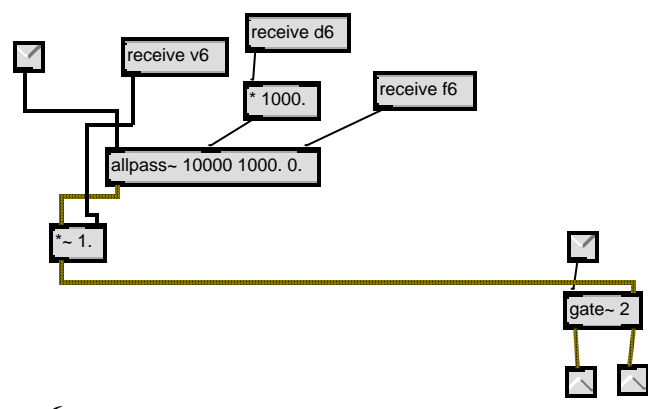 receive d6
receive v6
* 1000.
receive f6
allpass~ 10000 1000. 0.
*~ 1.
gate~ 2